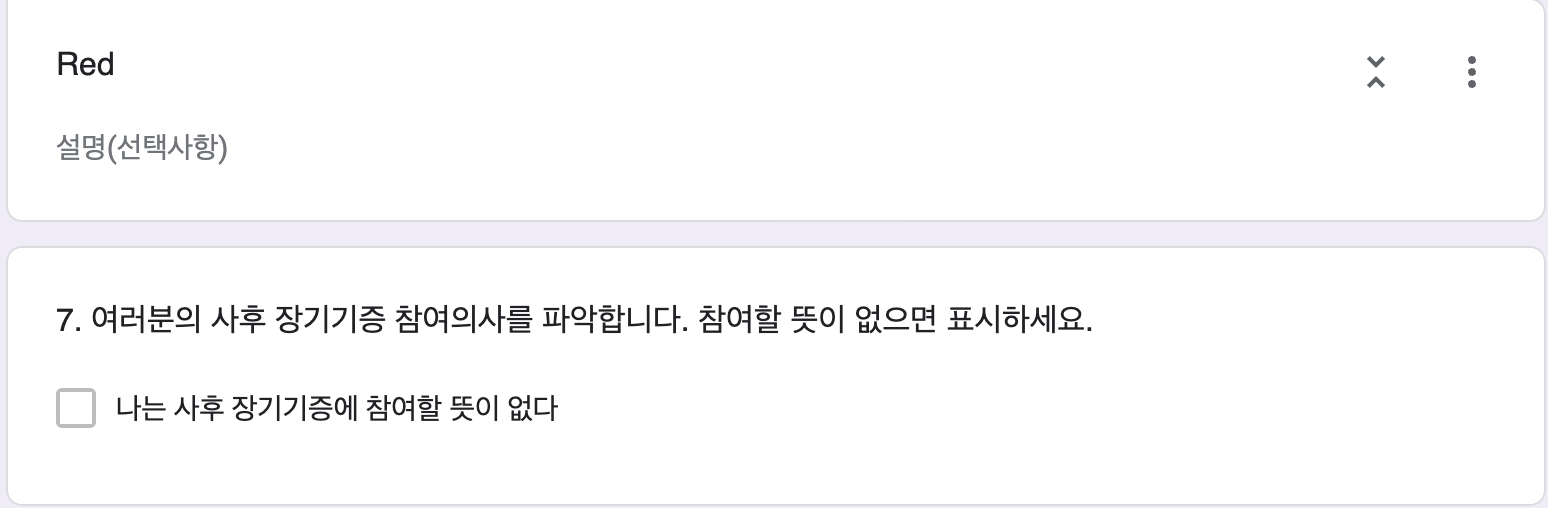 Red
설명(선택사항)
7. 여러분의 사후 장기기증 참여의사를 파악합니다. 참여할 뜻이 없으면 표시하세요.
나는 사후 장기기증에 참여할 뜻이 없다